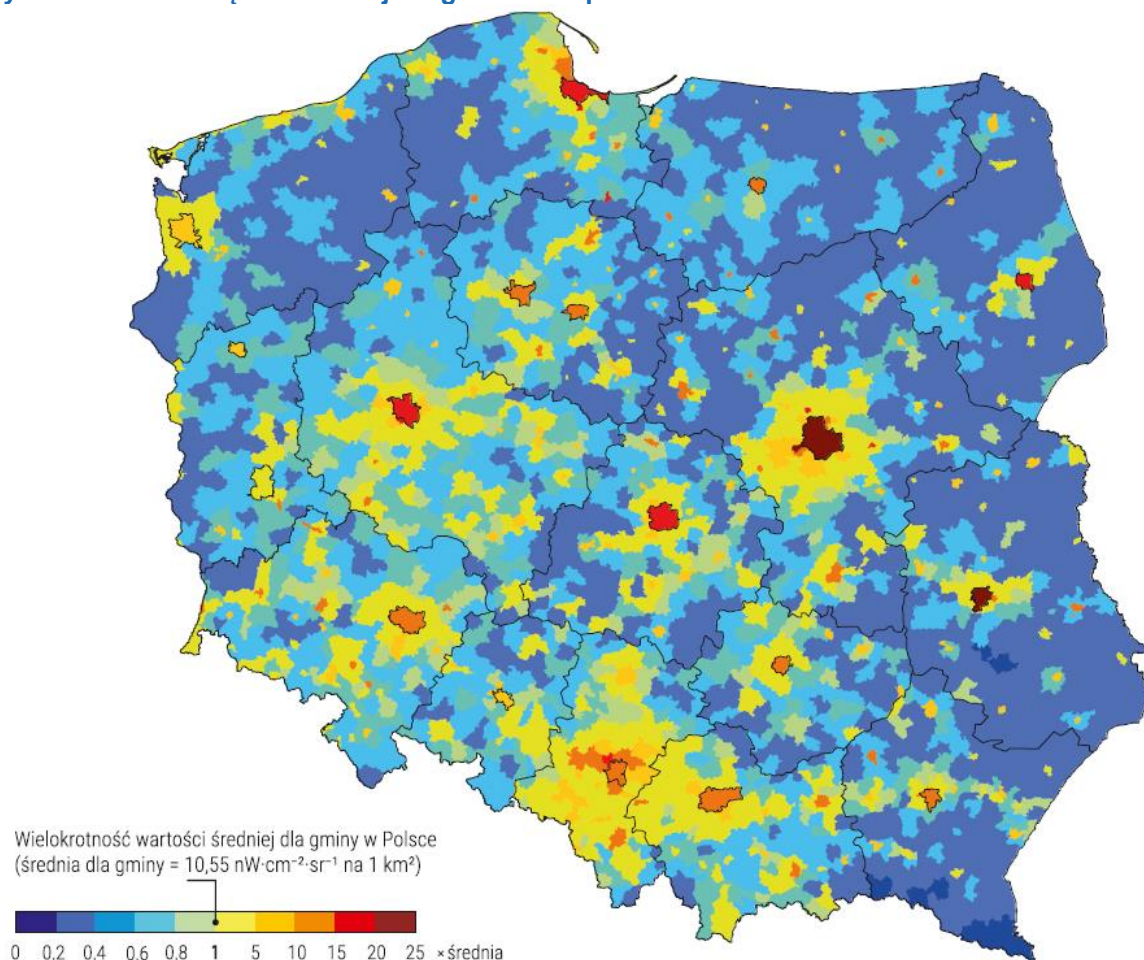 Wielokrotność wartości średniej dla gminy w Polsce
(średnia dla gminy = 10,55 nW·cm⁻²·sr⁻¹ na 1 km²)
0 0.2 0.4 0.6 0.8 1 5 10 15 20 25 × średnia